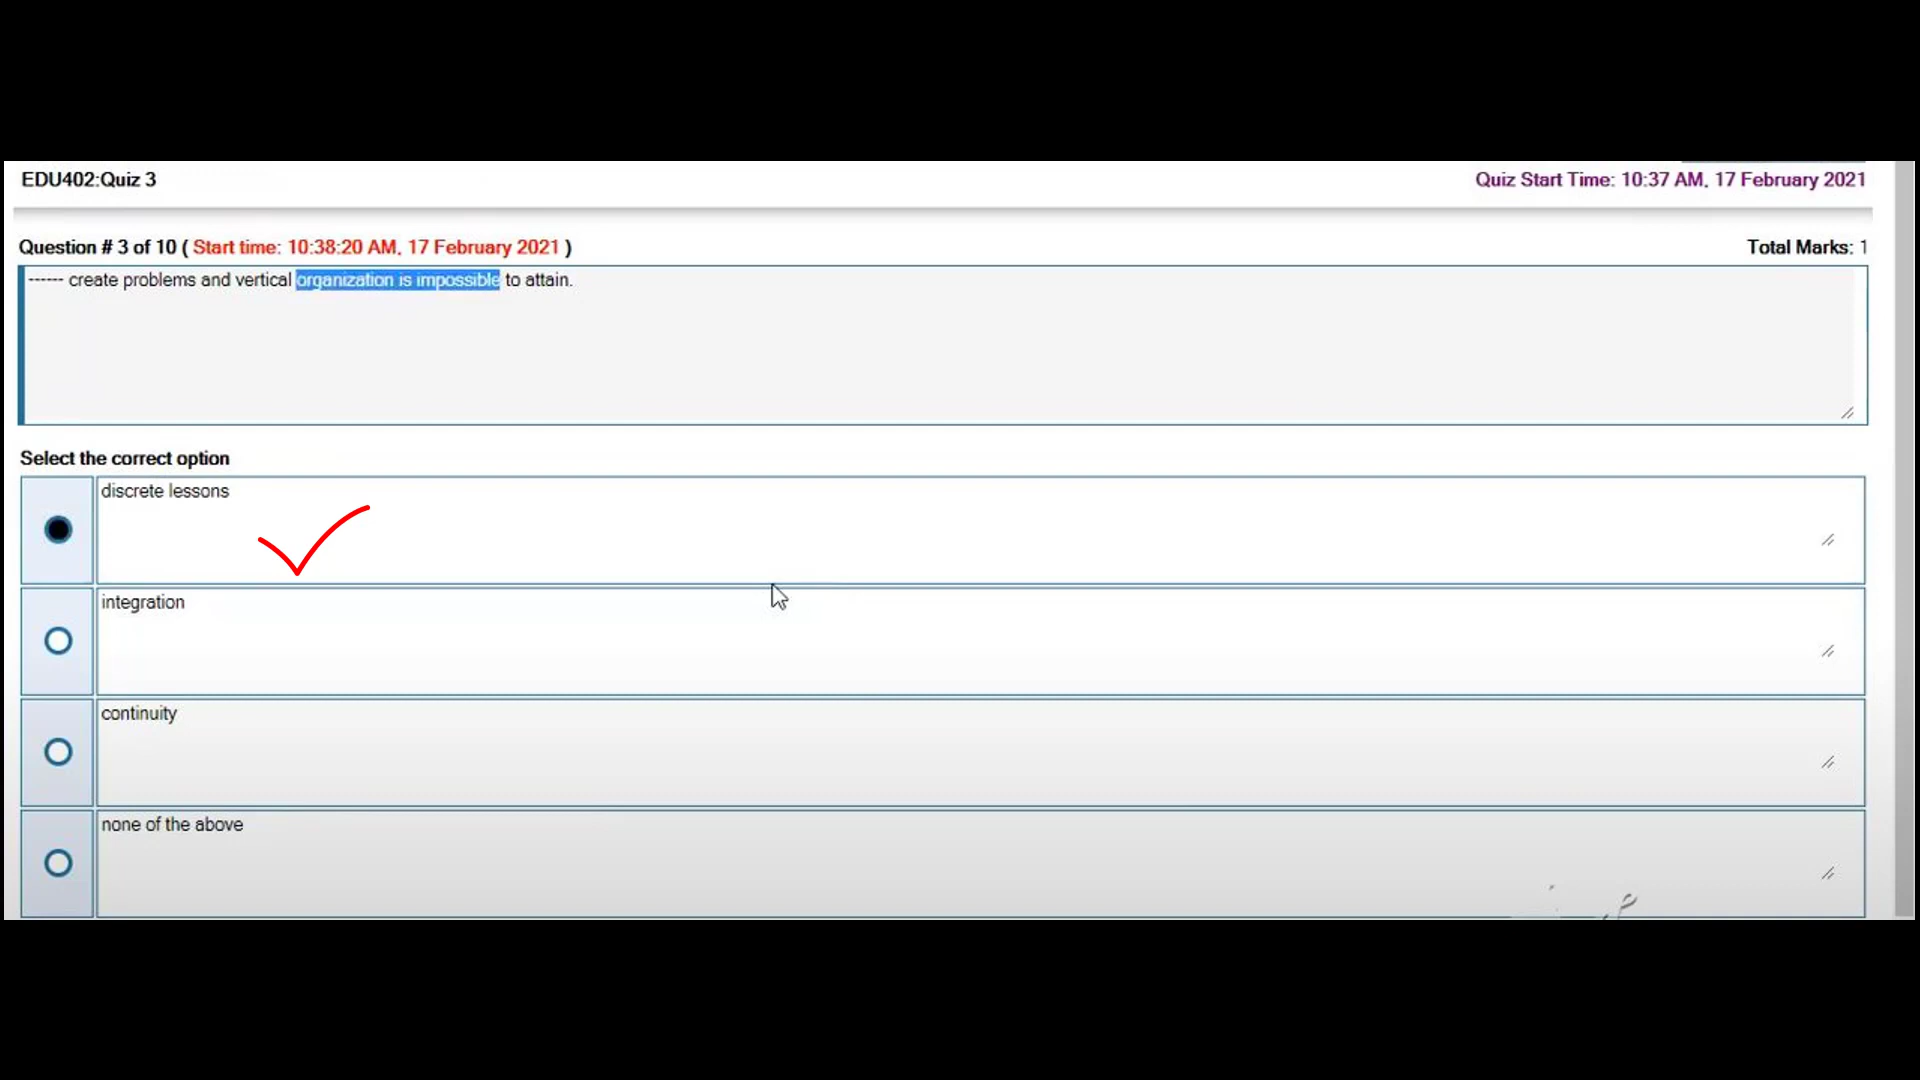 EDU402:Quiz 3
Quiz Start Time: 10:37 AM, 17 February 2021
Question # 3 of 10 ( Start time: 10:38:20 AM, 17 February 2021 )
Total Marks: 1
------ create problems and vertical organization is impossible to attain.
Select the correct option
discrete lessons
integration
continuity
none of the above